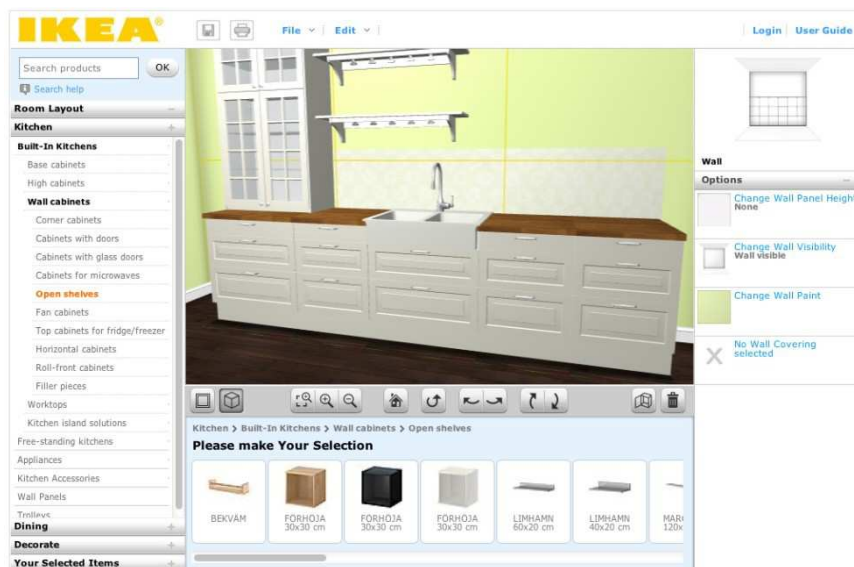 IKEA®
File
Edit
Login
User Guide
Search products
OK
Search help
Room Layout
Kitchen
Built-In Kitchens
Base cabinets
High cabinets
Wall cabinets
Corner cabinets
Cabinets with doors
Cabinets with glass doors
Cabinets for microwaves
Open shelves
Fan cabinets
Top cabinets for fridge/freezer
Horizontal cabinets
Roll-front cabinets
Filler pieces
Worktops
Kitchen island solutions
Free-standing kitchens
Appliances
Kitchen Accessories
Wall Panels
Trolleys
Dining
Decorate
Your Selected Items
Kitchen > Built-In Kitchens > Wall cabinets > Open shelves
Please make Your Selection
BEKVÄM
FÖRHÖJA
30x30 cm
FÖRHÖJA
30x30 cm
FÖRHÖJA
30x30 cm
LIMHAMN
60x20 cm
LIMHAMN
40x20 cm
Wall
Options
Change Wall Panel Height
None
Change Wall Visibility
Wall visible
Change Wall Paint
No Wall Covering
selected